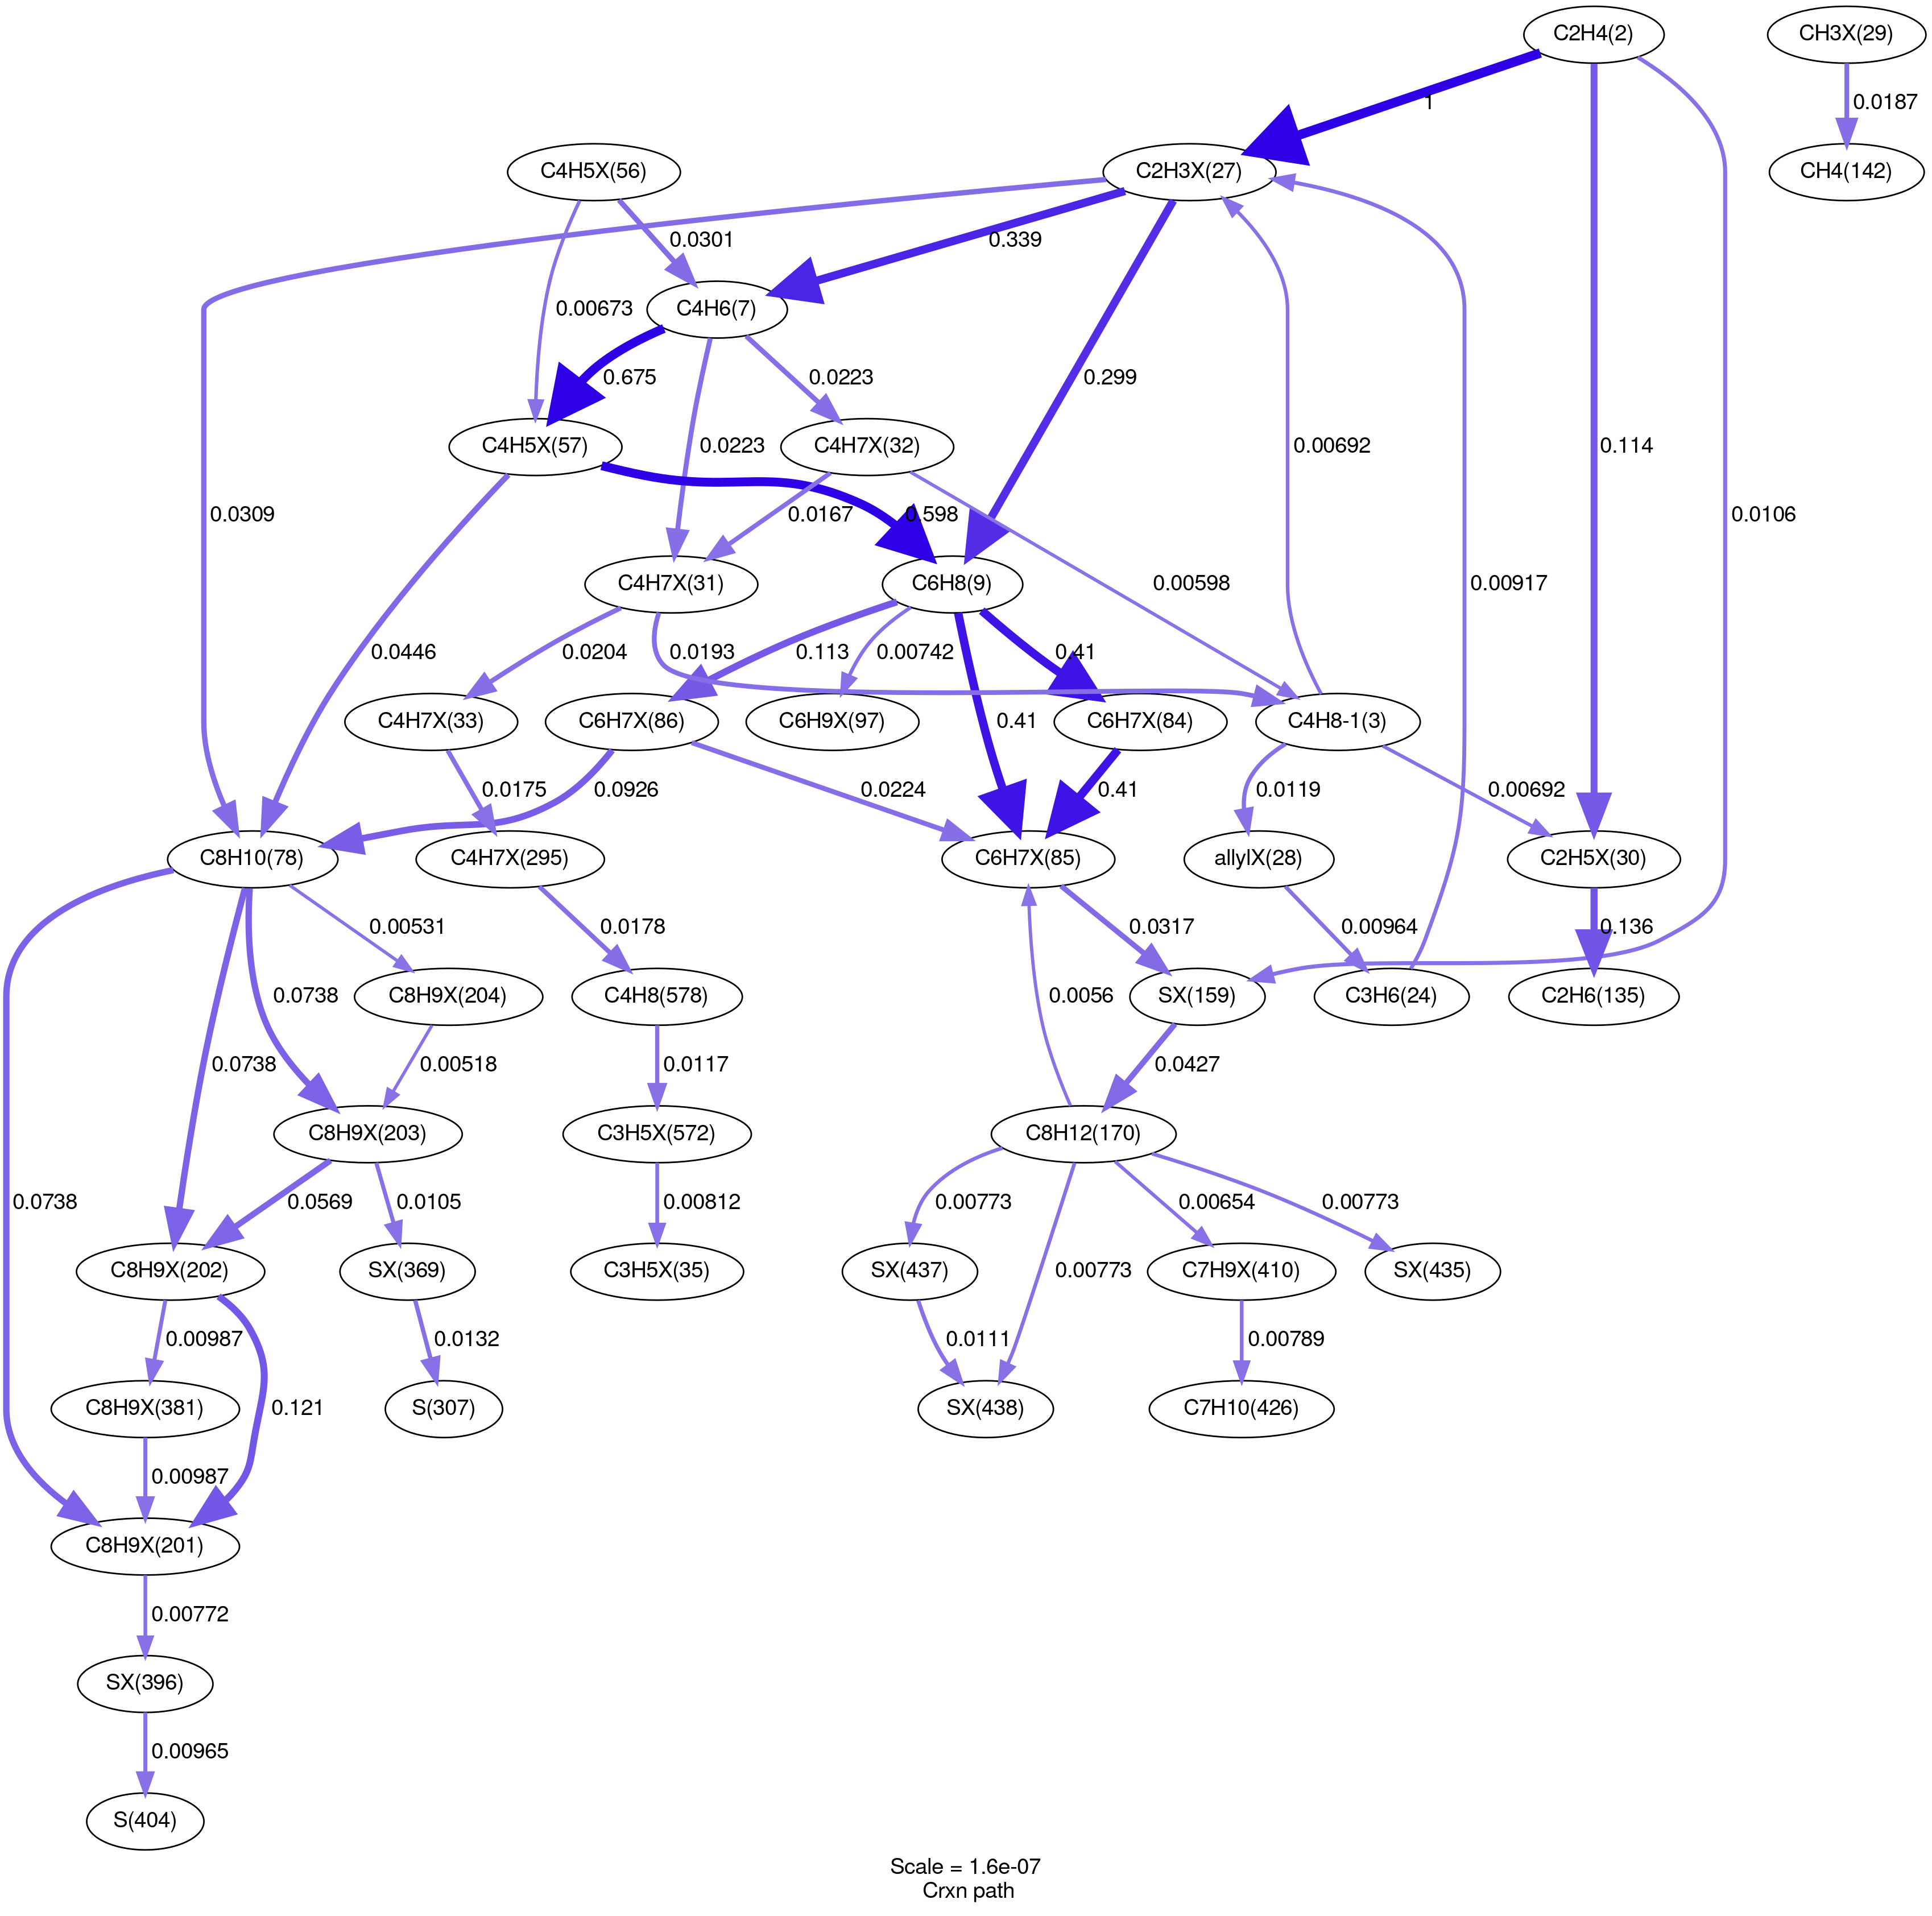 C2H4(2)
CH3X(29)
1
0.0187
C4H5X(56)
C2H3X(27)
CH4(142)
0.0301
0.339
0.00673
C4H6(7)
0.675
0.0223
0.299
C4H5X(57)
0.0223
C4H7X(32)
0.114
0.0309
0.0167
0.598
0.00692
0.0106
C4H7X(31)
C6H8(9)
0.00598
0.00917
0.0446
0.0204
0.0193
0.113
0.00742
0.41
C4H7X(33)
C6H7X(86)
C6H9X(97)
0.41
C6H7X(84)
C4H8-1(3)
0.0175
0.0926
0.0224
0.41
0.0119
0.00692
C8H10(78)
C4H7X(295)
C6H7X(85)
allylX(28)
C2H5X(30)
0.00531
0.0178
0.0317
0.00964
0.136
0.0738
C8H9X(204)
C4H8(578)
0.0056
SX(159)
C3H6(24)
C2H6(135)
0.0738
0.00518
0.0117
0.0427
C8H9X(203)
C3H5X(572)
C8H12(170)
0.0738
0.0569
0.0105
0.00812
0.00773
0.00654
0.00773
C8H9X(202)
SX(369)
C3H5X(35)
SX(437)
0.00773
C7H9X(410)
SX(435)
0.00987
0.0132
0.0111
0.00789
C8H9X(381)
0.121
S(307)
SX(438)
C7H10(426)
0.00987
C8H9X(201)
0.00772
SX(396)
0.00965
S(404)
Scale = 1.6e-07
Crxn path